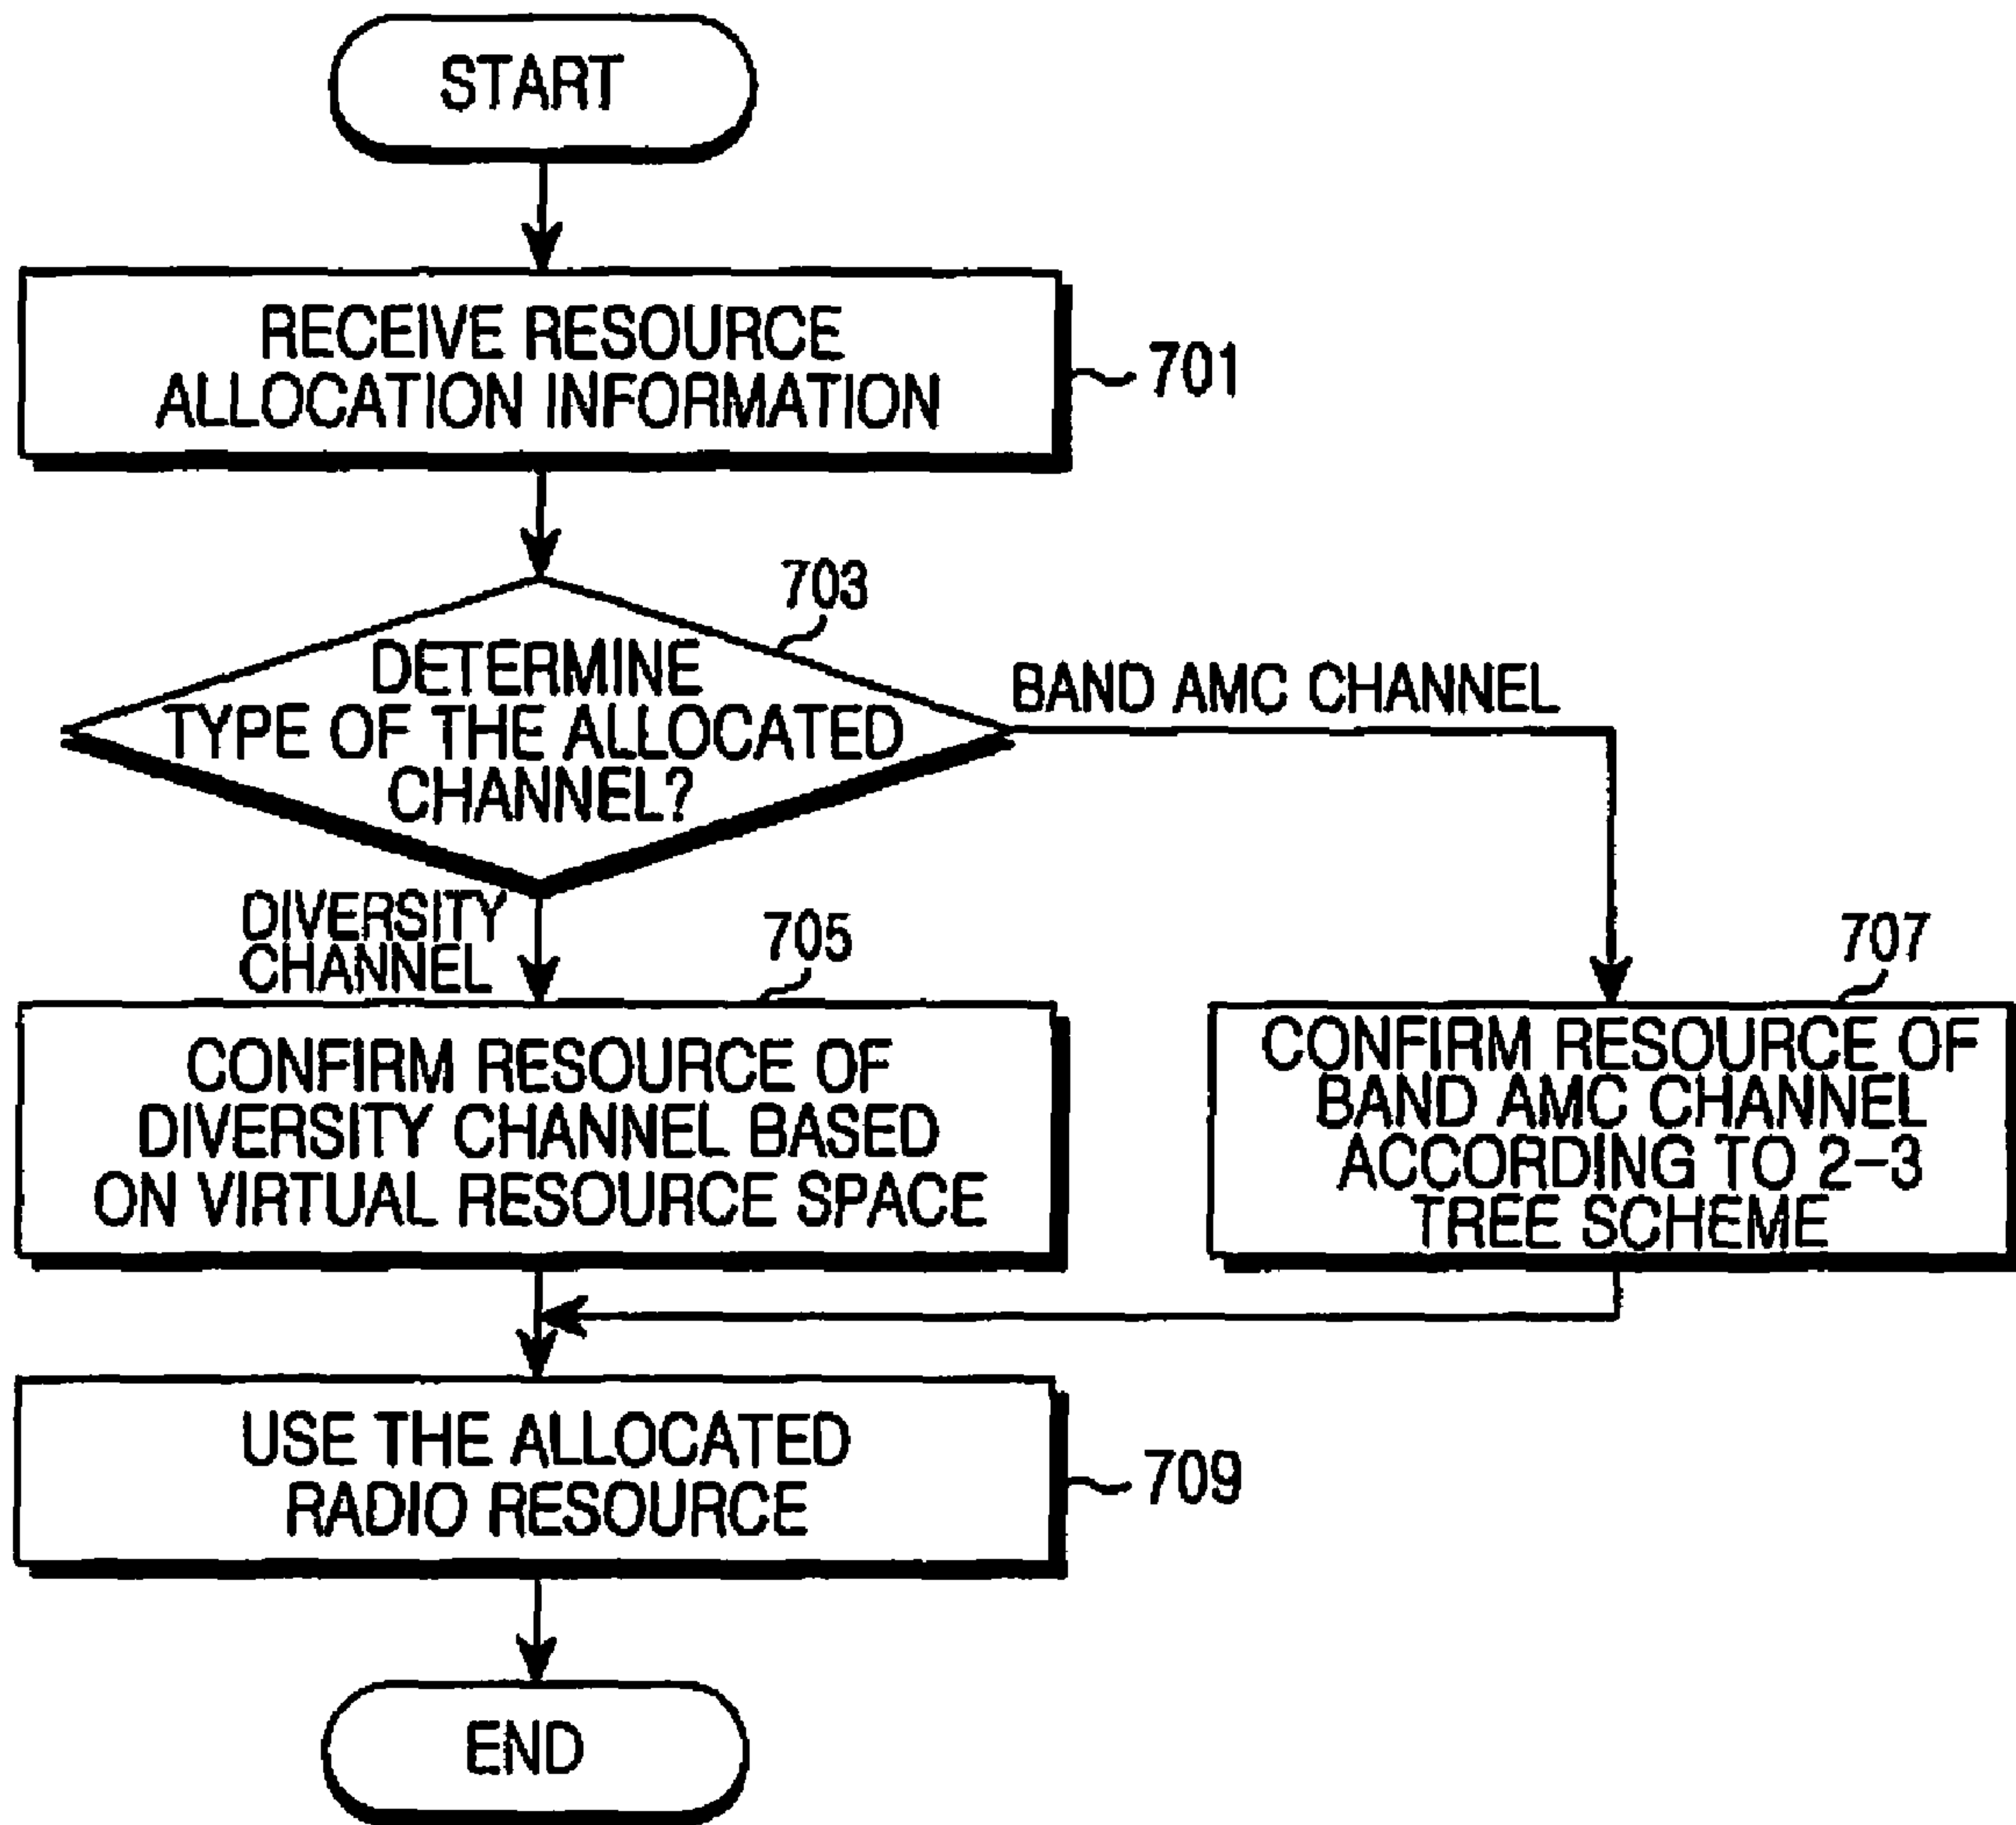 START
RECEIVE RESOURCE
ALLOCATION INFORMATION
701
703
DETERMINE
TYPE OF THE ALLOCATED
CHANNEL?
BAND AMC CHANNEL
DIVERSITY
CHANNEL
705
707
CONFIRM RESOURCE OF
DIVERSITY CHANNEL BASED
ON VIRTUAL RESOURCE SPACE
CONFIRM RESOURCE OF
BAND AMC CHANNEL
ACCORDING TO 2-3
TREE SCHEME
USE THE ALLOCATED
RADIO RESOURCE
709
END